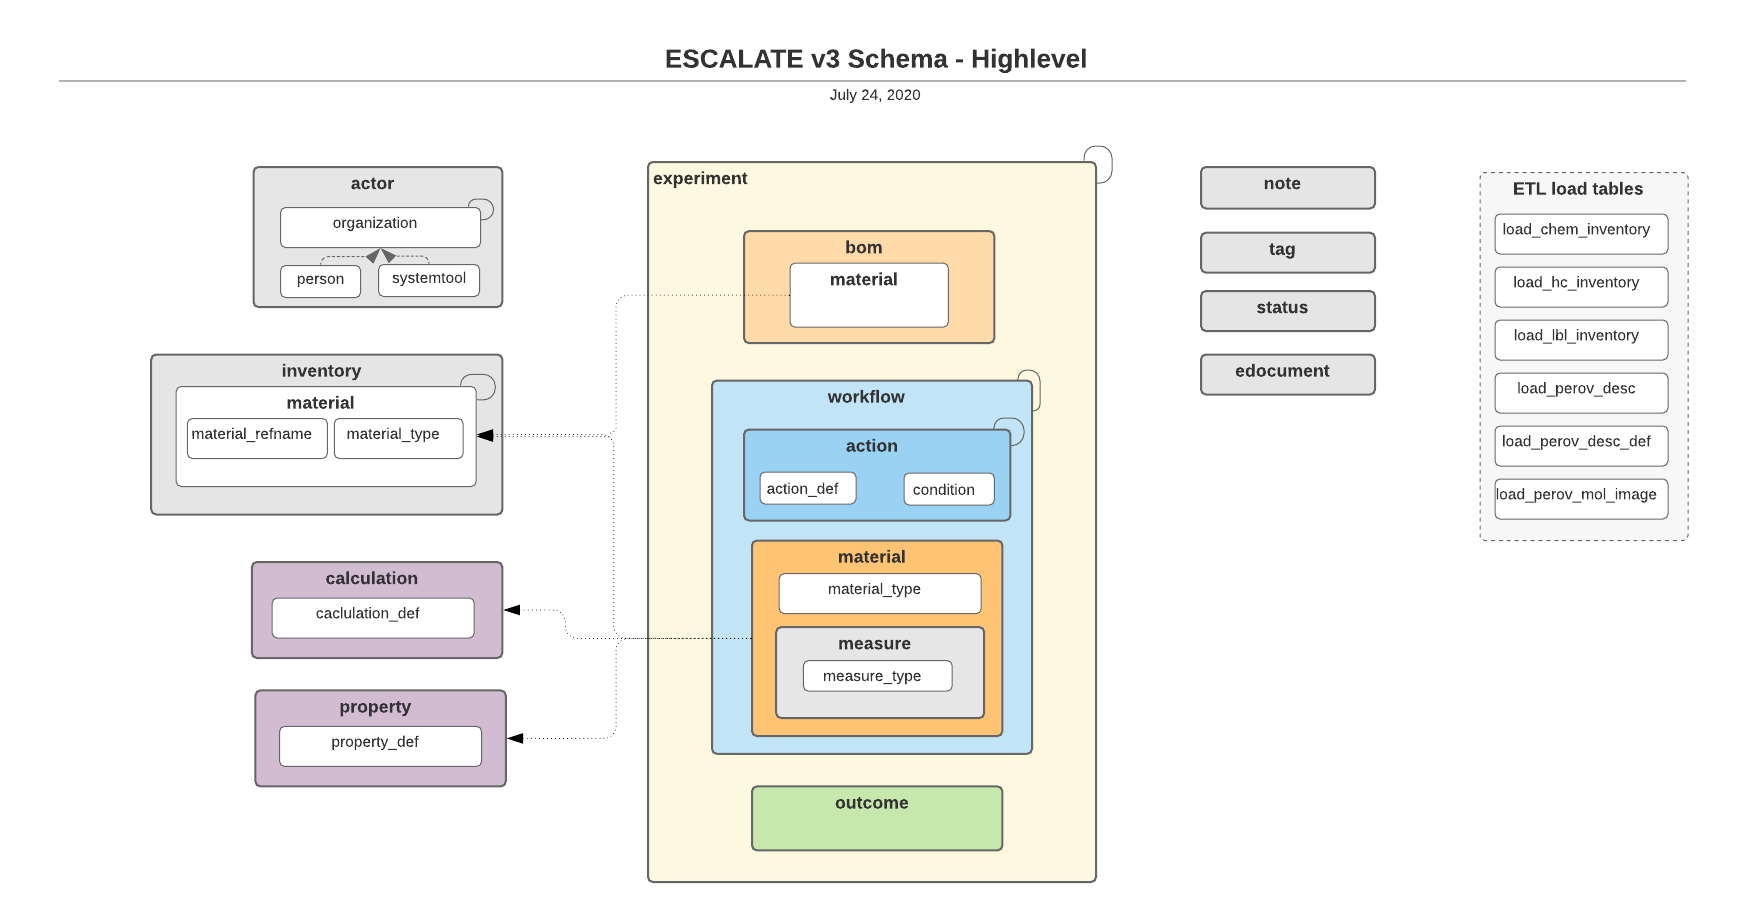 ESCALATE v3 Schema - Highlevel
July 24, 2020
actor
organization
person
systemtool
inventory
material
material_refname
material_type
calculation
caclulation_def
property
property_def
experiment
bom
material
workflow
action
action_def
condition
material
material_type
measure
measure_type
outcome
note
tag
status
edocument
ETL load tables
load_chem_inventory
load_hc_inventory
load_lbl_inventory
load_perov_desc
load_perov_desc_def
load_perov_mol_image